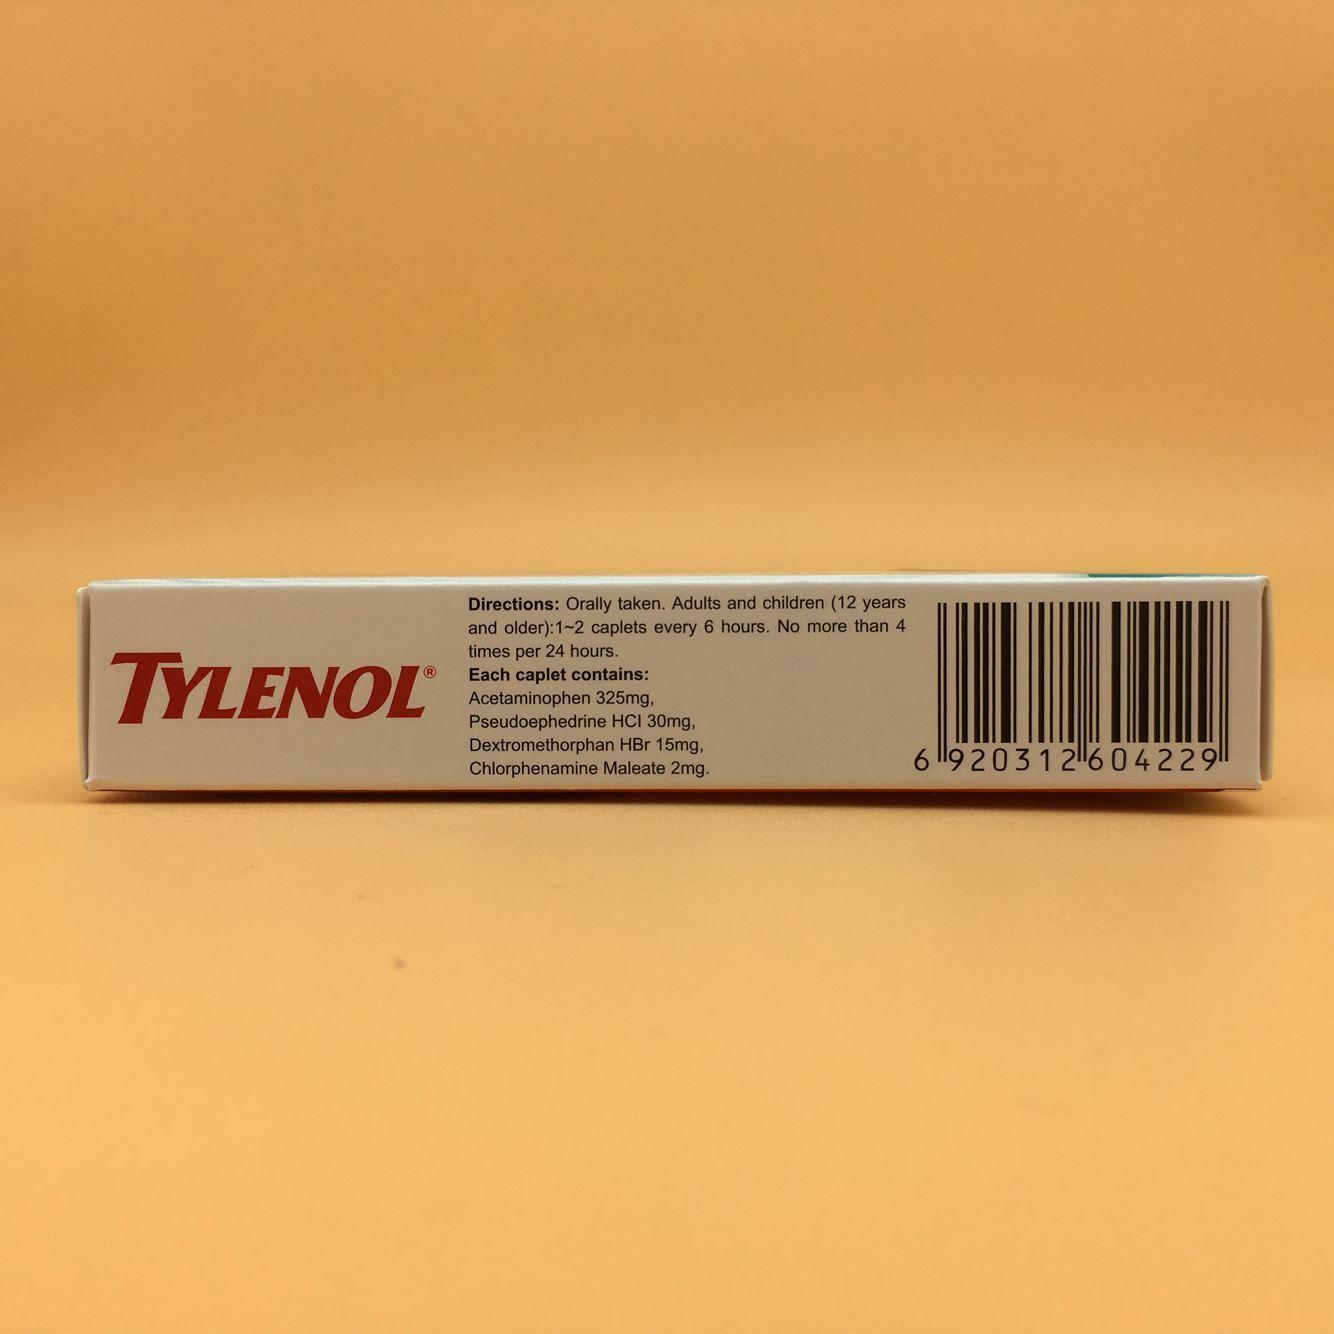 TYLENOL®
Directions: Orally taken. Adults and children (12 years
and older):1~2 caplets every 6 hours. No more than 4
times per 24 hours.
Each caplet contains:
Acetaminophen 325mg,
Pseudoephedrine HCl 30mg,
Dextromethorphan HBr 15mg,
Chlorphenamine Maleate 2mg.
6 920312 604229